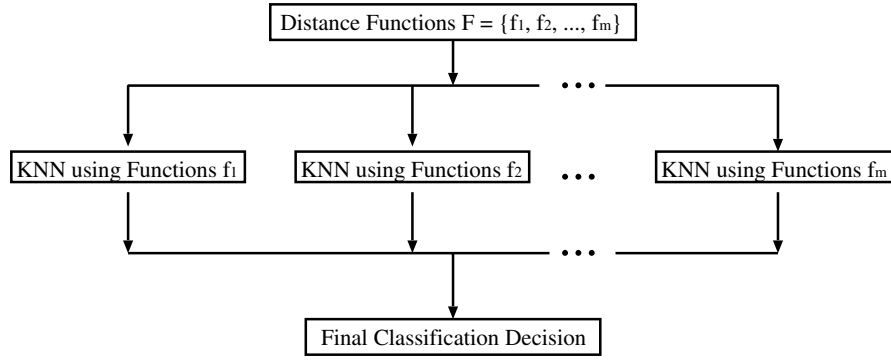 Distance Functions F = {f1, f2, ..., fm}
...
KNN using Functions f1 KNN using Functions f2 ... KNN using Functions fm
...
Final Classification Decision